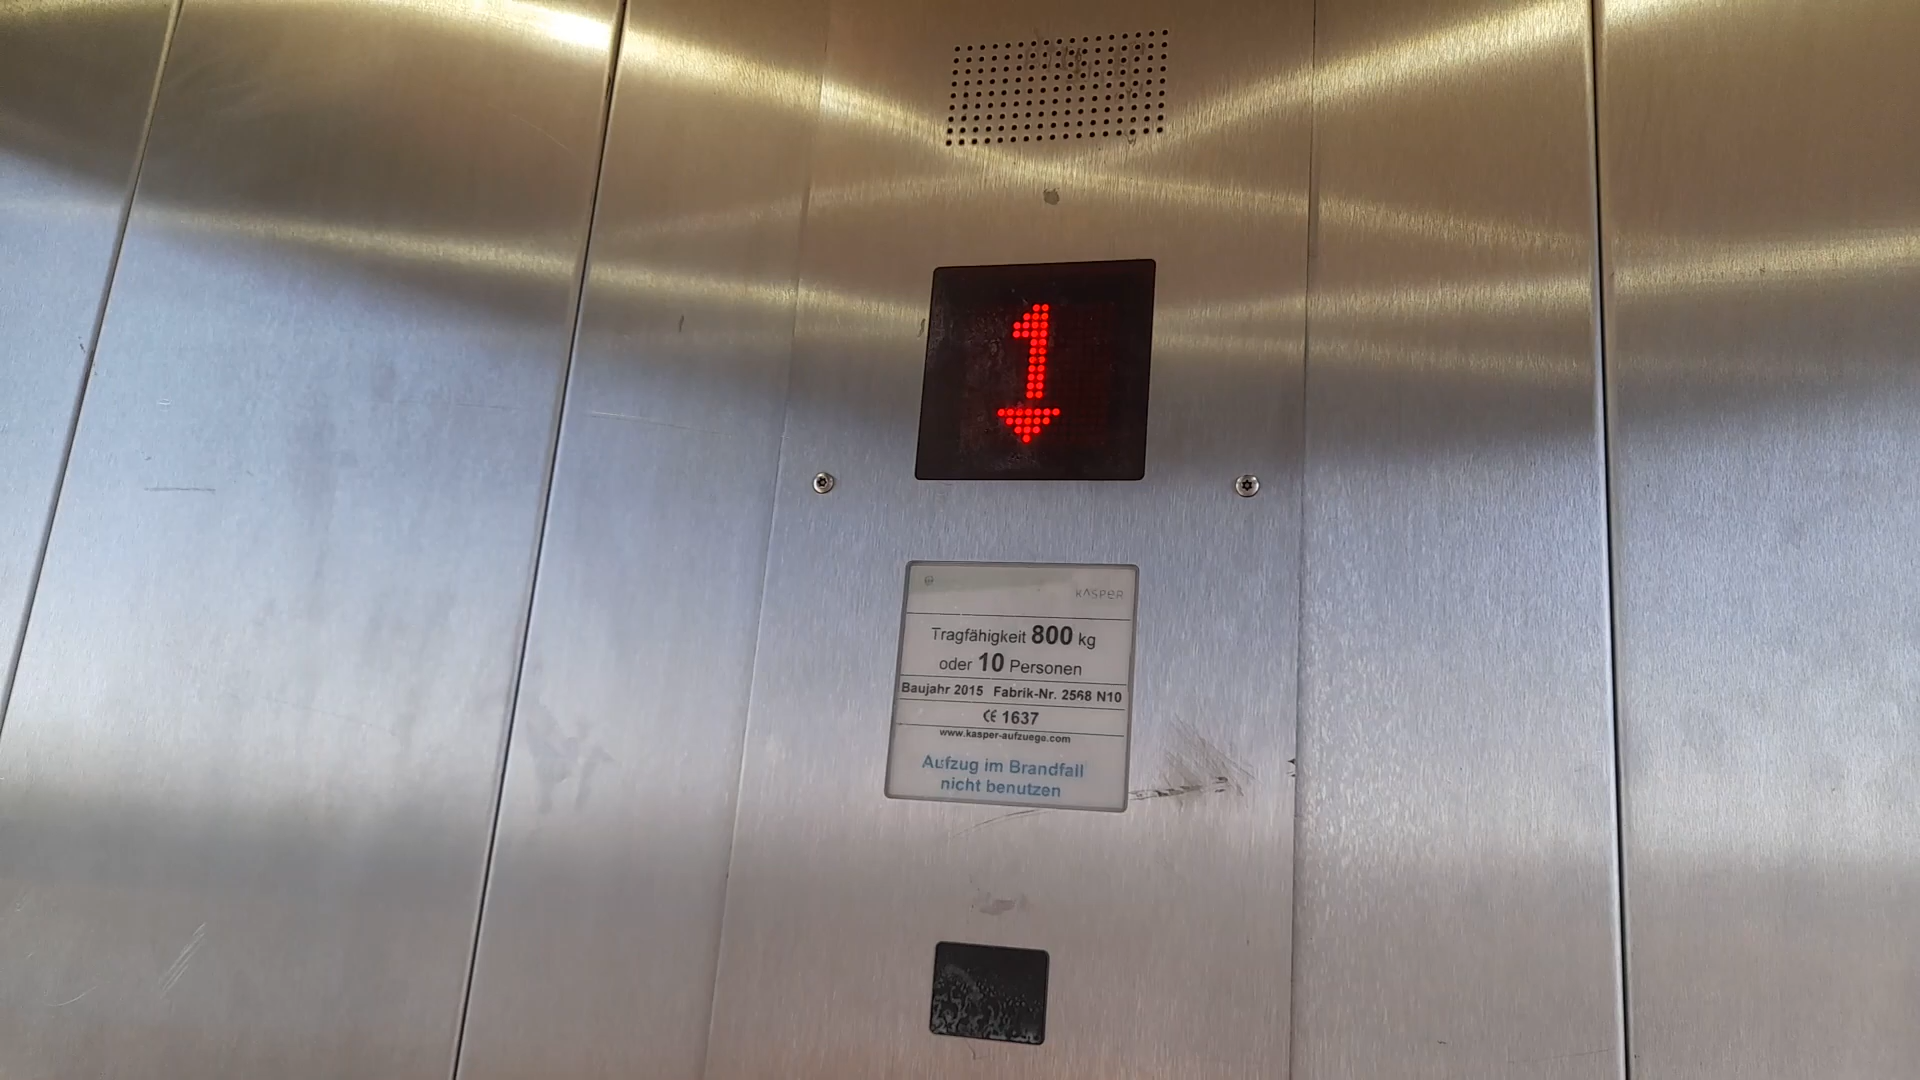 1
KASPER
Tragfähigkeit 800 kg
oder 10 Personen
Baujahr 2015 Fabrik-Nr. 2568 N10
CE 1637
www.kasper-aufzuege.com
Aufzug im Brandfall
nicht benutzen